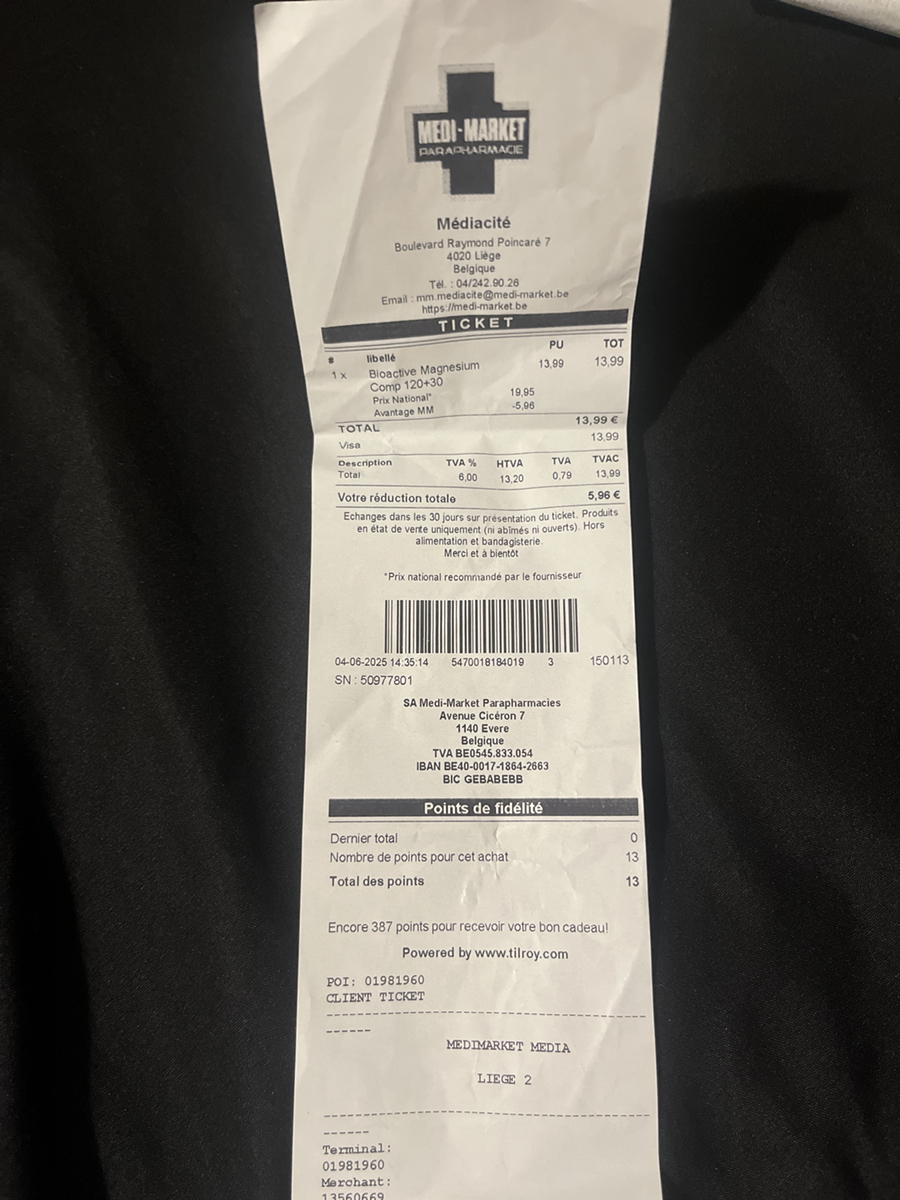 MEDI-MARKET
PARAPHARMACIE
Médiacité
Boulevard Raymond Poincaré 7
4020 Liège
Belgique
Tél. : 04/242.90.26
Email : mm.mediacite@medi-market.be
https://medi-market.be
TICKET
# libellé PU TOT
1 x Bioactive Magnesium 13,99 13,99
Comp 120+30
Prix National* 19,95
Avantage MM -5,96
TOTAL 13,99 €
Visa 13,99
Description TVA % HTVA TVA TVAC
Total 6,00 13,20 0,79 13,99
Votre réduction totale 5,96 €
Echanges dans les 30 jours sur présentation du ticket. Produits
en état de vente uniquement (ni abîmés ni ouverts). Hors
alimentation et bandagisterie.
Merci et à bientôt
*Prix national recommandé par le fournisseur
04-06-2025 14:35:14 5470018184019 3 150113
SN : 50977801
SA Medi-Market Parapharmacies
Avenue Cicéron 7
1140 Evere
Belgique
TVA BE0545.833.054
IBAN BE40-0017-1864-2663
BIC GEBABEBB
Points de fidélité
Dernier total 0
Nombre de points pour cet achat 13
Total des points 13
Encore 387 points pour recevoir votre bon cadeau!
Powered by www.tilroy.com
POI: 01981960
CLIENT TICKET
MEDIMARKET MEDIA
LIEGE 2
Terminal:
01981960
Merchant:
13560669